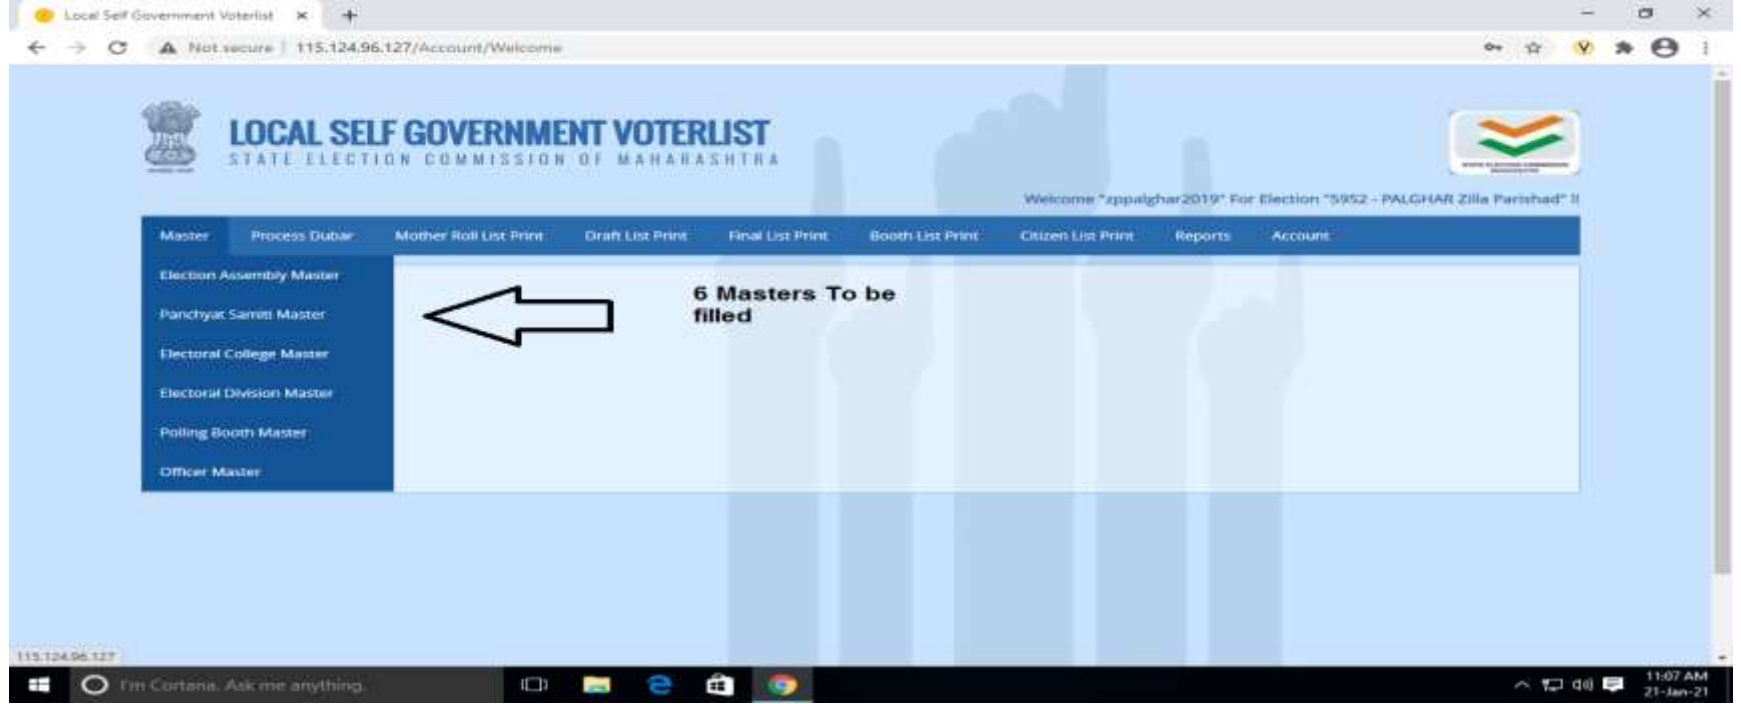 Local Self Government Voterlist
Not secure | 115.124.96.127/Account/Welcome
LOCAL SELF GOVERNMENT VOTERLIST
STATE ELECTION COMMISSION OF MAHARASHTRA
Welcome "zppalghar2019" For Election "5952 - PALGHAR Zilla Parishad" !!
Master Process Dubar Mother Roll List Print Draft List Print Final List Print Booth List Print Citizen List Print Reports Account
Election Assembly Master
6 Masters To be
filled
Panchyat Samiti Master
Electoral College Master
Electoral Division Master
Polling Booth Master
Officer Master
115.124.96.127
I'm Cortana. Ask me anything.
11:07 AM
21-Jan-21